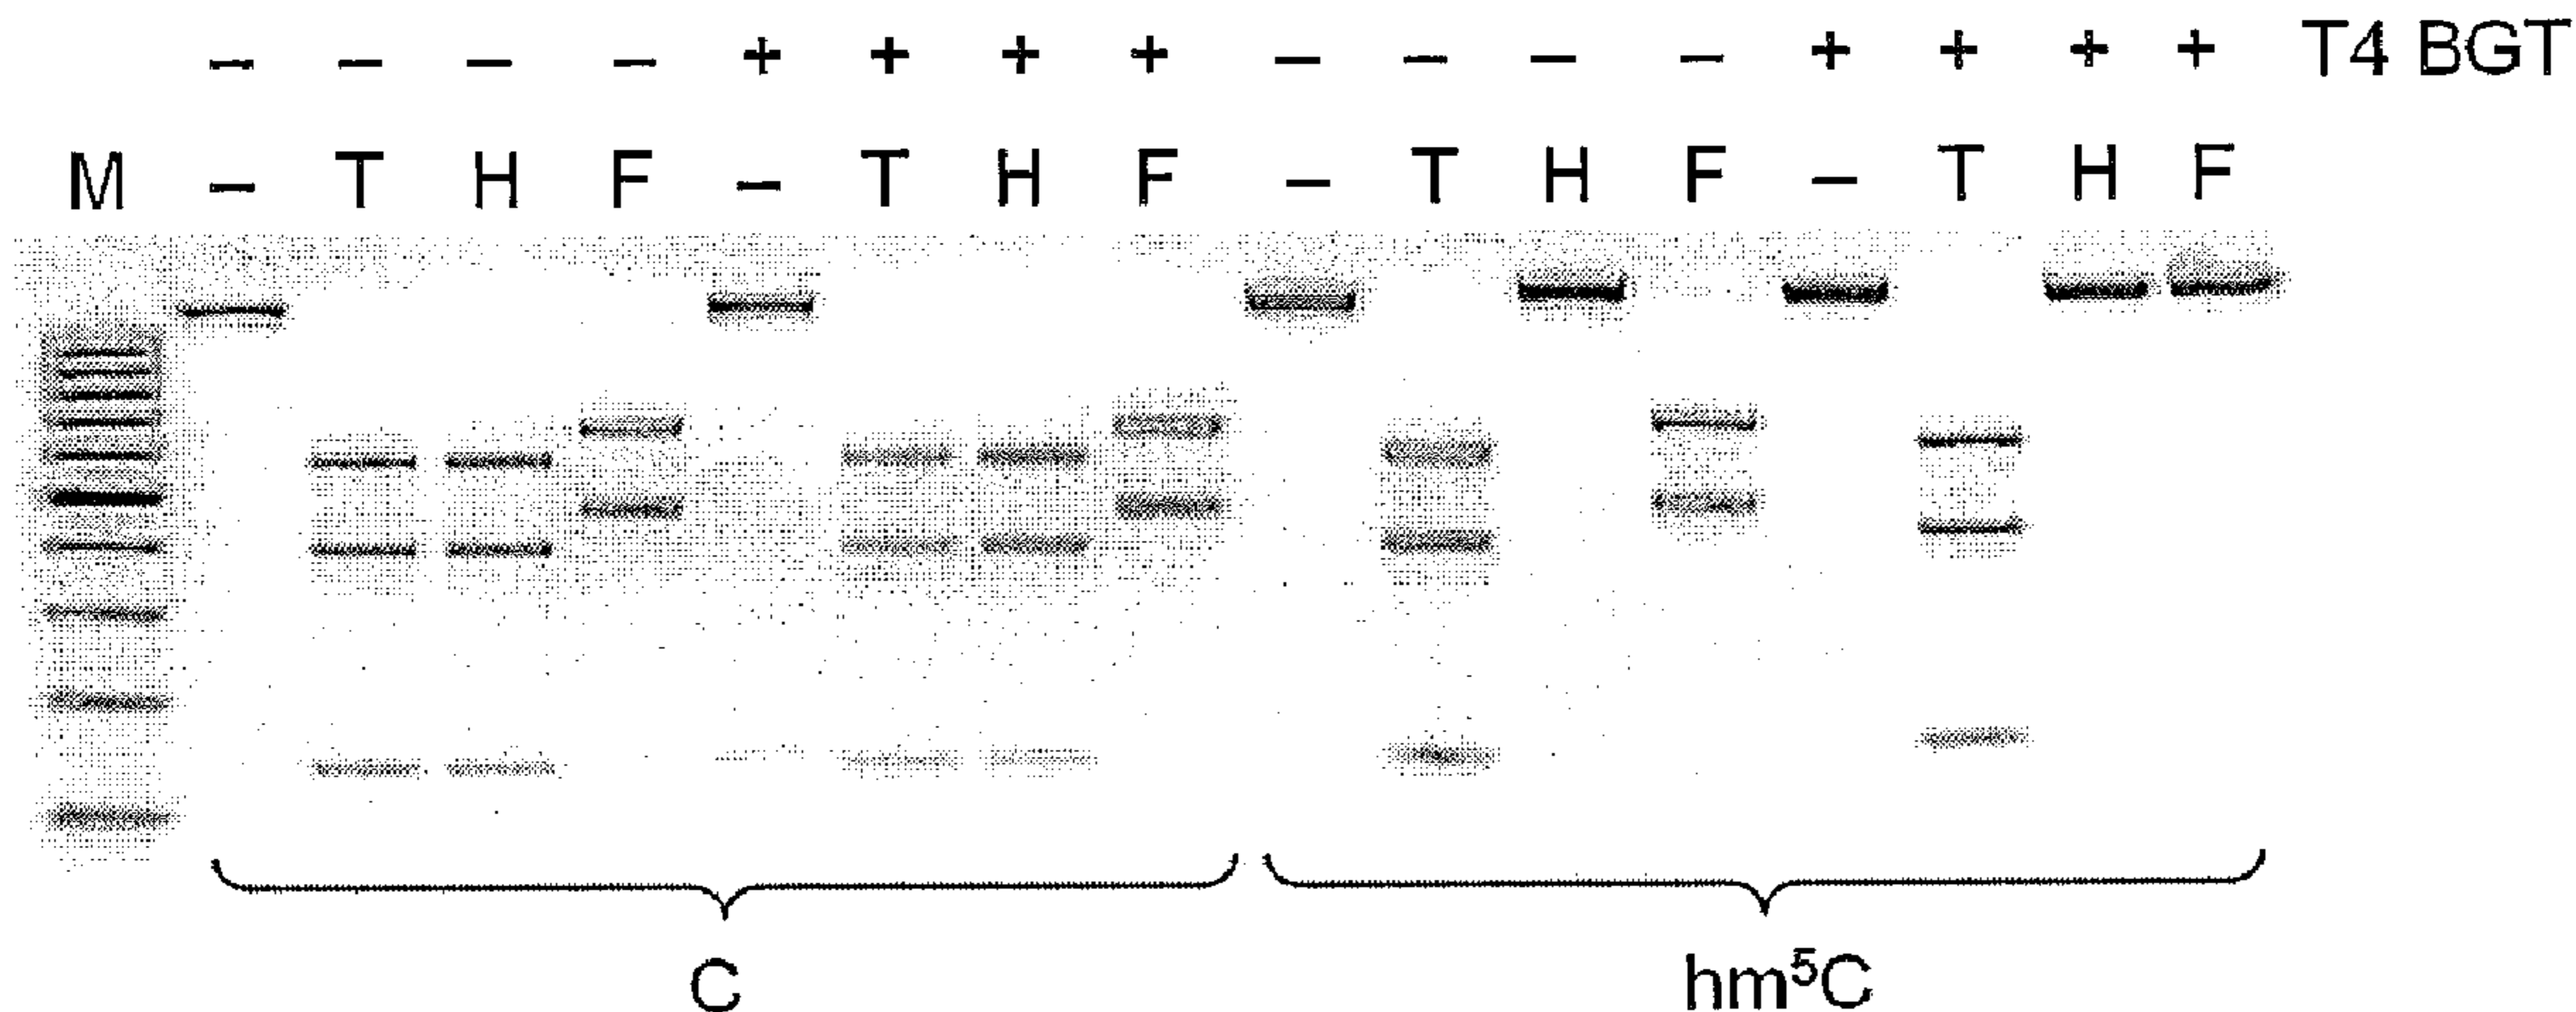 – – – – + + + + – – – – + + + + T4 BGT
M – T H F – T H F – T H F – T H F
C hm⁵C